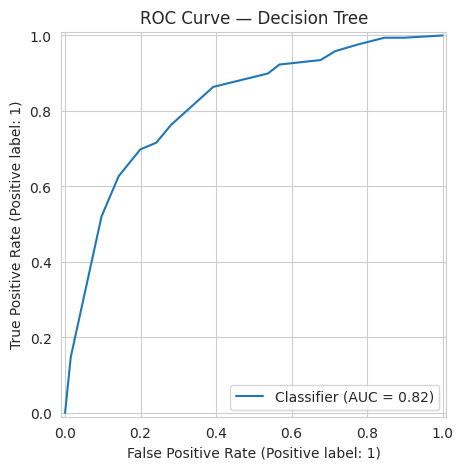 ROC Curve — Decision Tree
True Positive Rate (Positive label: 1)
1.0
0.8
0.6
0.4
0.2
0.0
Classifier (AUC = 0.82)
0.0 0.2 0.4 0.6 0.8 1.0
False Positive Rate (Positive label: 1)